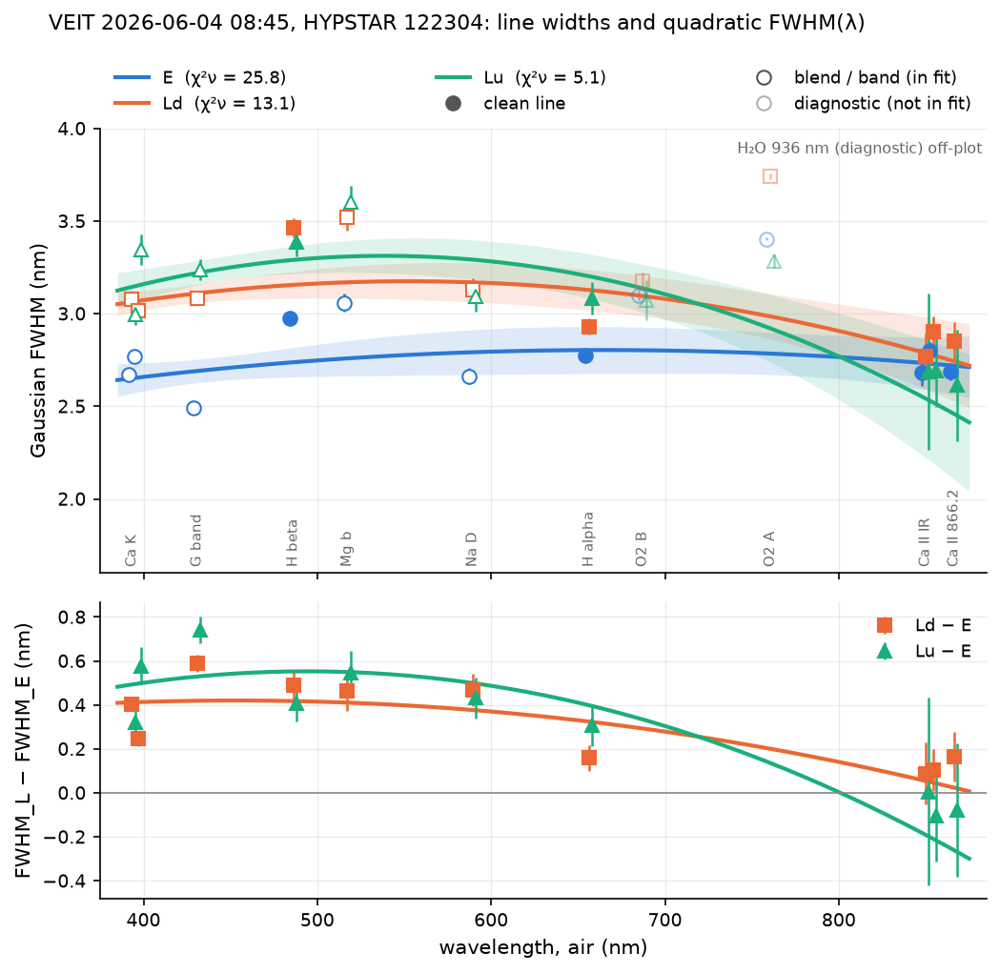 VEIT 2026-06-04 08:45, HYPSTAR 122304: line widths and quadratic FWHM(λ)
E (χ²ν = 25.8)
Ld (χ²ν = 13.1)
Lu (χ²ν = 5.1)
clean line
blend / band (in fit)
diagnostic (not in fit)
H₂O 936 nm (diagnostic) off-plot
Gaussian FWHM (nm)
4.0
3.5
3.0
2.5
2.0
Ca K
G band
H beta
Mg b
Na D
H alpha
O2 B
O2 A
Ca II IR
Ca II 866.2
FWHM_L − FWHM_E (nm)
0.8
0.6
0.4
0.2
0.0
−0.2
−0.4
Ld − E
Lu − E
400
500
600
700
800
wavelength, air (nm)